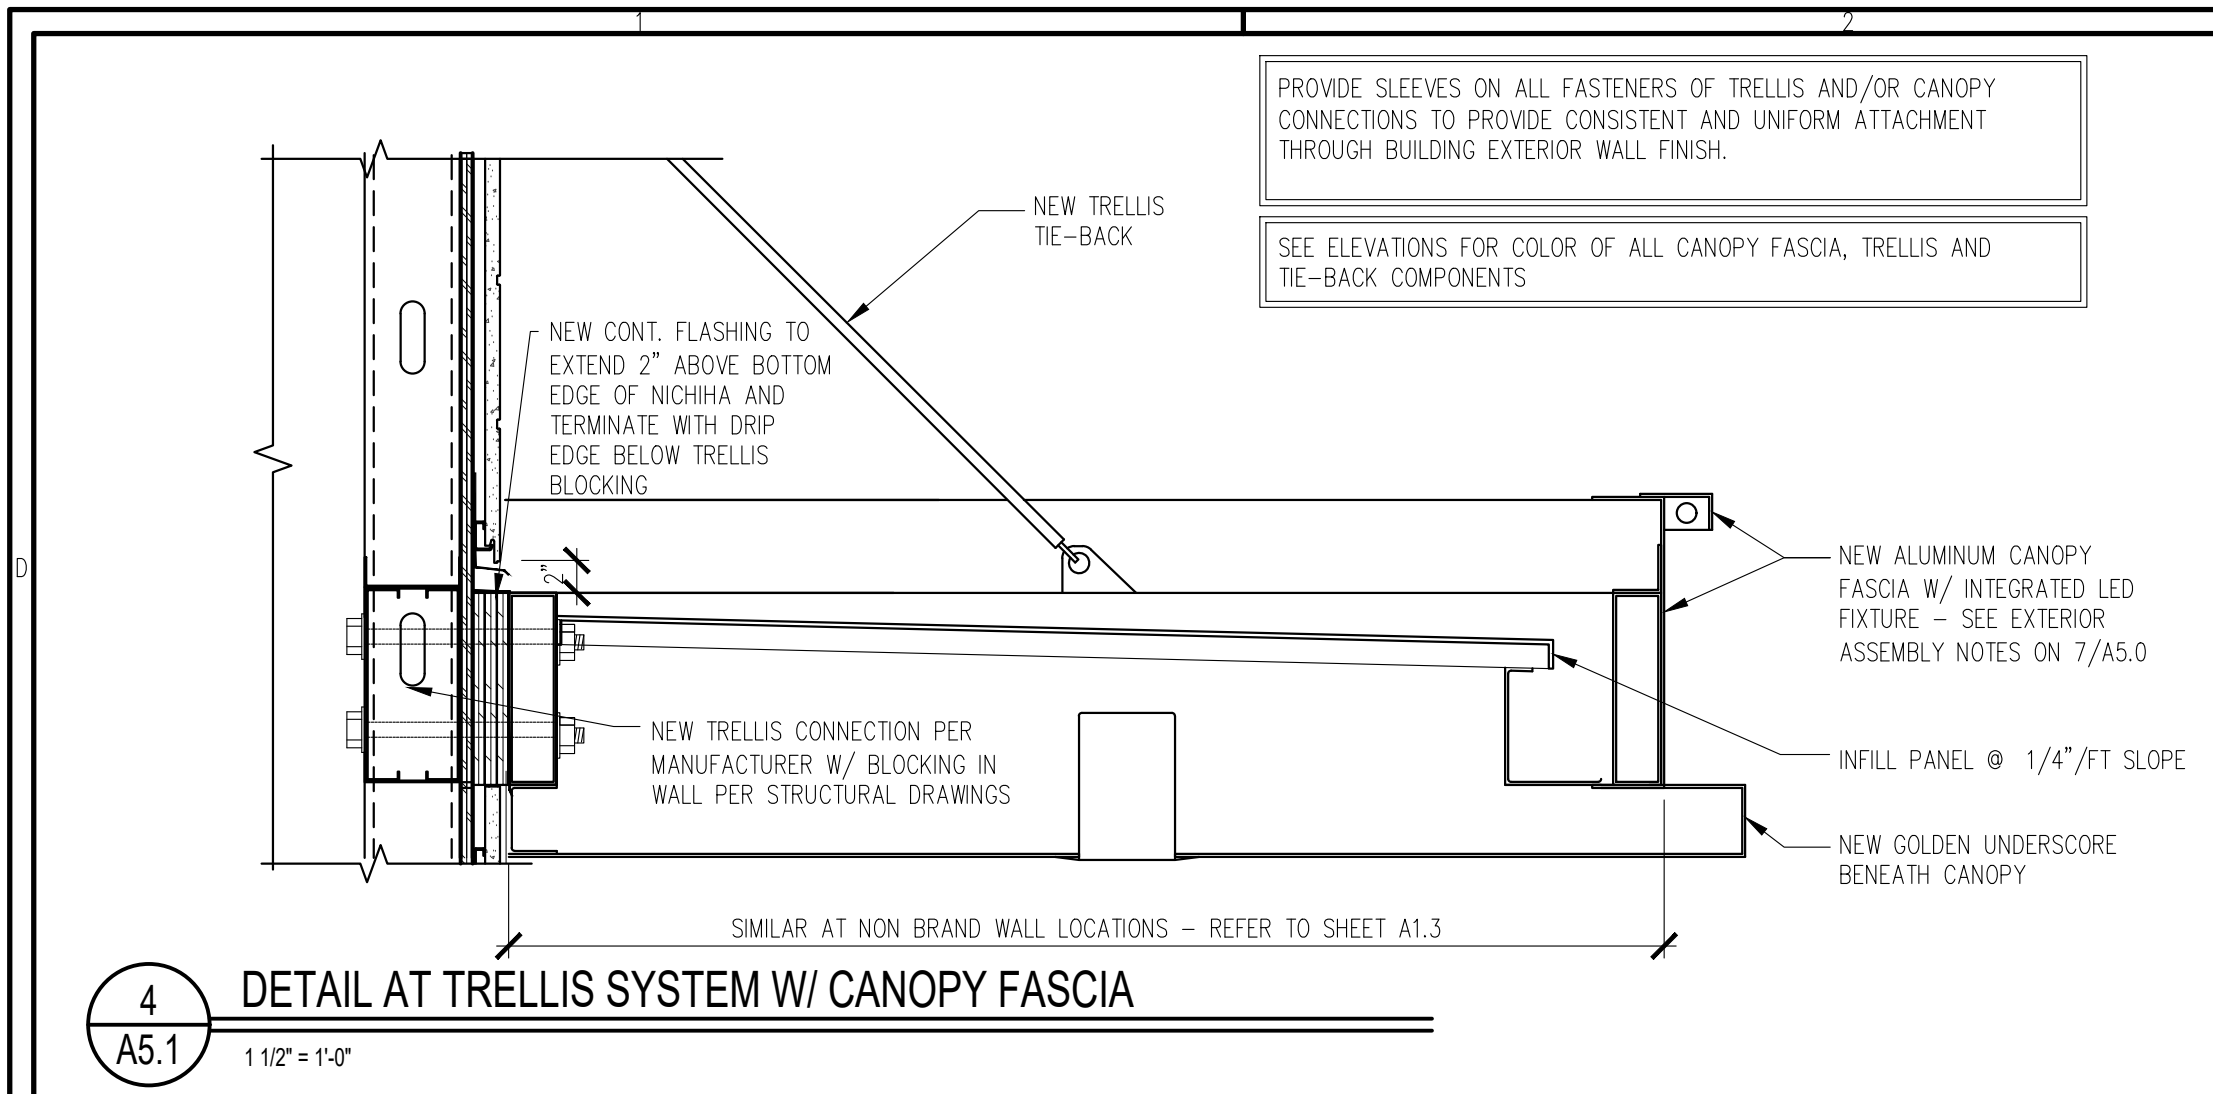 1
2
PROVIDE SLEEVES ON ALL FASTENERS OF TRELLIS AND/OR CANOPY
CONNECTIONS TO PROVIDE CONSISTENT AND UNIFORM ATTACHMENT
THROUGH BUILDING EXTERIOR WALL FINISH.
SEE ELEVATIONS FOR COLOR OF ALL CANOPY FASCIA, TRELLIS AND
TIE-BACK COMPONENTS
NEW TRELLIS
TIE-BACK
NEW CONT. FLASHING TO
EXTEND 2" ABOVE BOTTOM
EDGE OF NICHIHA AND
TERMINATE WITH DRIP
EDGE BELOW TRELLIS
BLOCKING
D
2"
NEW ALUMINUM CANOPY
FASCIA W/ INTEGRATED LED
FIXTURE - SEE EXTERIOR
ASSEMBLY NOTES ON 7/A5.0
NEW TRELLIS CONNECTION PER
MANUFACTURER W/ BLOCKING IN
WALL PER STRUCTURAL DRAWINGS
INFILL PANEL @ 1/4"/FT SLOPE
NEW GOLDEN UNDERSCORE
BENEATH CANOPY
SIMILAR AT NON BRAND WALL LOCATIONS - REFER TO SHEET A1.3
4
A5.1
DETAIL AT TRELLIS SYSTEM W/ CANOPY FASCIA
1 1/2" = 1'-0"